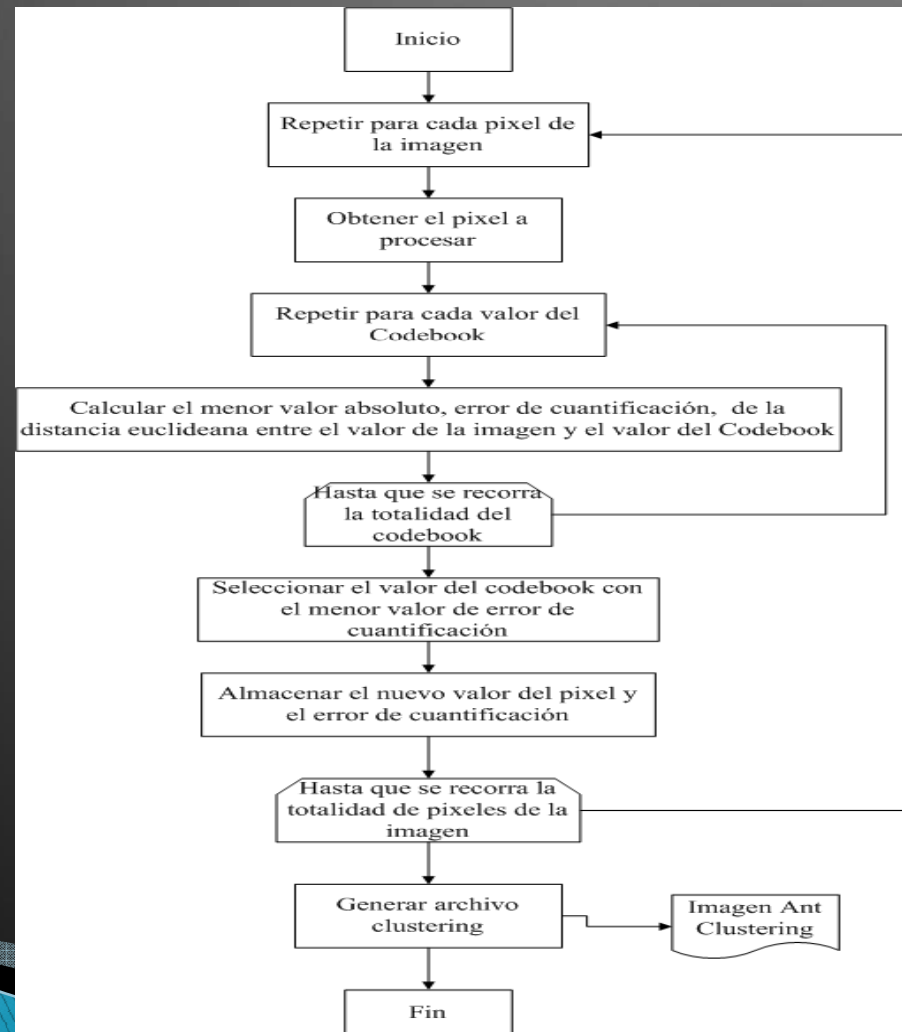 Inicio
Repetir para cada pixel de
la imagen
Obtener el pixel a
procesar
Repetir para cada valor del
Codebook
Calcular el menor valor absoluto, error de cuantificación, de la
distancia euclideana entre el valor de la imagen y el valor del Codebook
Hasta que se recorra
la totalidad del
codebook
Seleccionar el valor del codebook con
el menor valor de error de
cuantificación
Almacenar el nuevo valor del pixel y
el error de cuantificación
Hasta que se recorra la
totalidad de pixeles de la
imagen
Generar archivo
clustering
Imagen Ant
Clustering
Fin